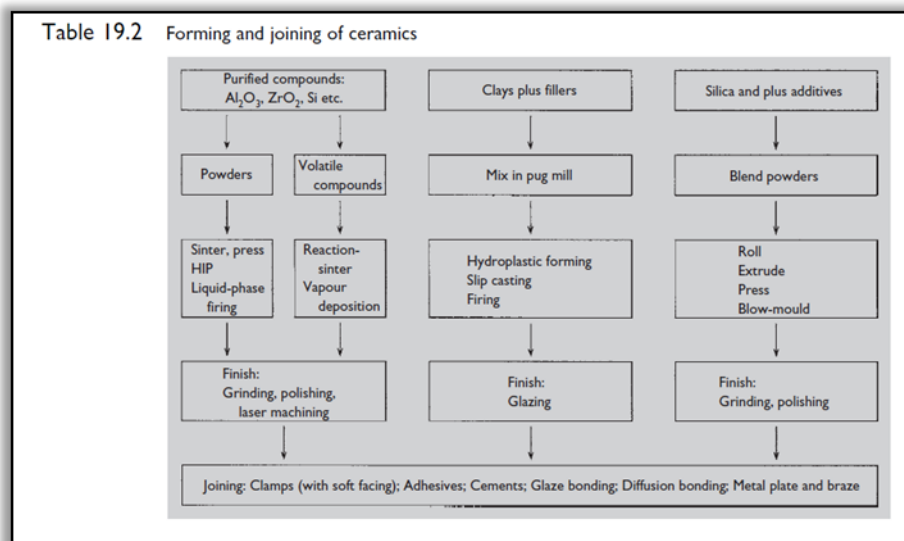 Table 19.2 Forming and joining of ceramics
Purified compounds:
Al₂O₃, ZrO₂, Si etc.
Clays plus fillers
Silica and plus additives
Powders
Volatile
compounds
Mix in pug mill
Blend powders
Sinter, press
HIP
Liquid-phase
firing
Reaction-
sinter
Vapour
deposition
Hydroplastic forming
Slip casting
Firing
Roll
Extrude
Press
Blow-mould
Finish:
Grinding, polishing,
laser machining
Finish:
Glazing
Finish:
Grinding, polishing
Joining: Clamps (with soft facing); Adhesives; Cements; Glaze bonding; Diffusion bonding; Metal plate and braze